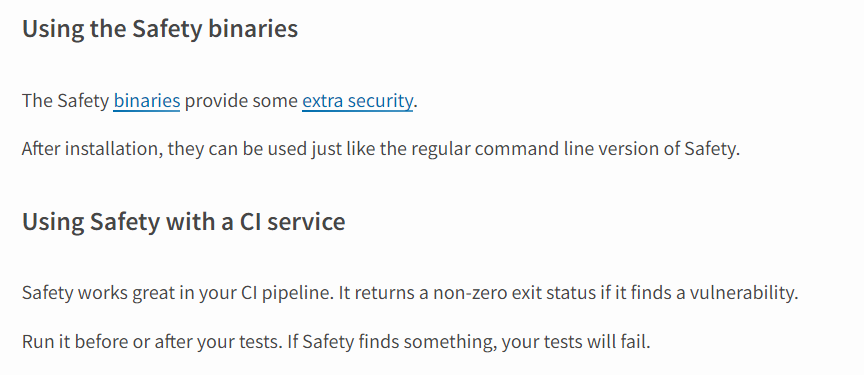 Using the Safety binaries
The Safety binaries provide some extra security.
After installation, they can be used just like the regular command line version of Safety.
Using Safety with a CI service
Safety works great in your CI pipeline. It returns a non-zero exit status if it finds a vulnerability.
Run it before or after your tests. If Safety finds something, your tests will fail.